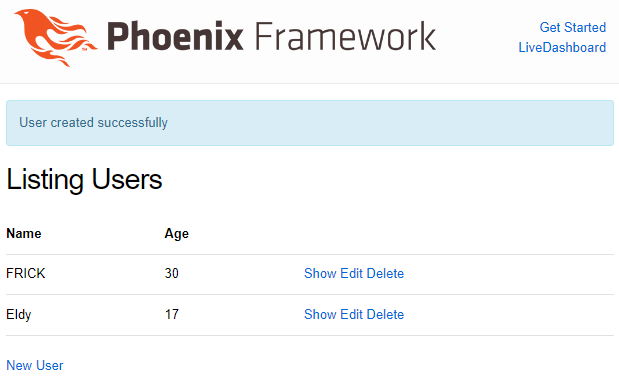 Phoenix Framework
Get Started
LiveDashboard
User created successfully
Listing Users
Name Age
FRICK 30 Show Edit Delete
Eldy 17 Show Edit Delete
New User